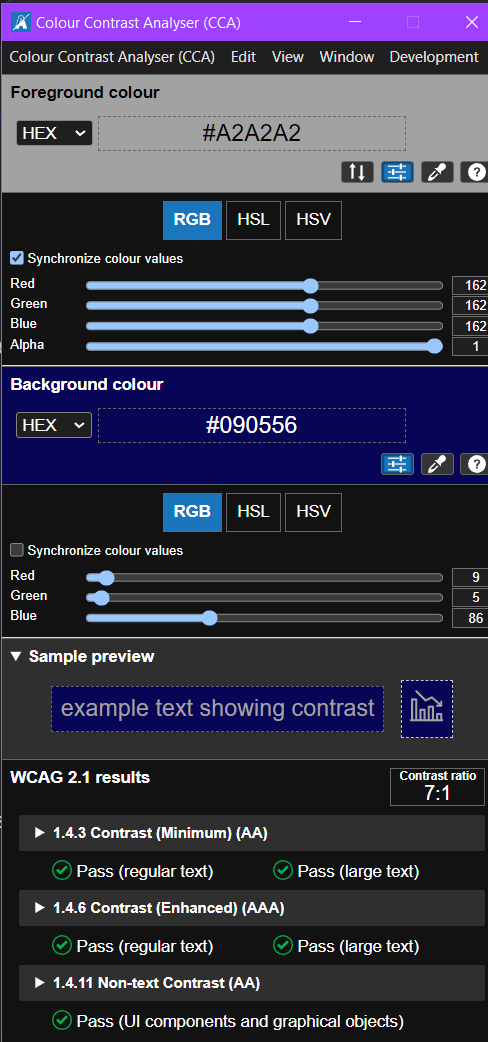 Colour Contrast Analyser (CCA)
Colour Contrast Analyser (CCA) Edit View Window Development
Foreground colour
HEX #A2A2A2
?
RGB HSL HSV
Synchronize colour values
Red 162
Green 162
Blue 162
Alpha 1
Background colour
HEX #090556
?
RGB HSL HSV
Synchronize colour values
Red 9
Green 5
Blue 86
Sample preview
example text showing contrast
WCAG 2.1 results
Contrast ratio
7:1
1.4.3 Contrast (Minimum) (AA)
Pass (regular text) Pass (large text)
1.4.6 Contrast (Enhanced) (AAA)
Pass (regular text) Pass (large text)
1.4.11 Non-text Contrast (AA)
Pass (UI components and graphical objects)